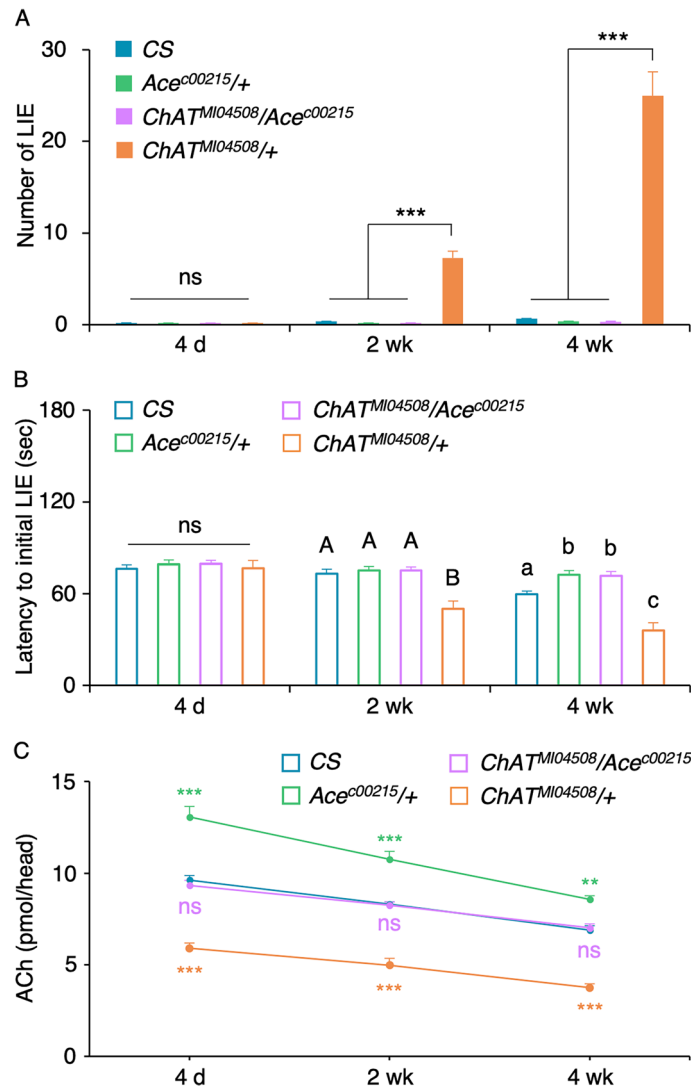 A
CS
Ace^c00215/+
ChAT^MI04508/Ace^c00215
ChAT^MI04508/+
Number of LIE
30
20
10
0
ns
***
***
4 d
2 wk
4 wk
B
CS
ChAT^MI04508/Ace^c00215
Ace^c00215/+
ChAT^MI04508/+
Latency to initial LIE (sec)
180
120
60
0
ns
A
A
A
B
a
b
b
c
4 d
2 wk
4 wk
C
CS
ChAT^MI04508/Ace^c00215
Ace^c00215/+
ChAT^MI04508/+
ACh (pmol/head)
15
10
5
0
***
***
**
ns
ns
ns
***
***
***
4 d
2 wk
4 wk